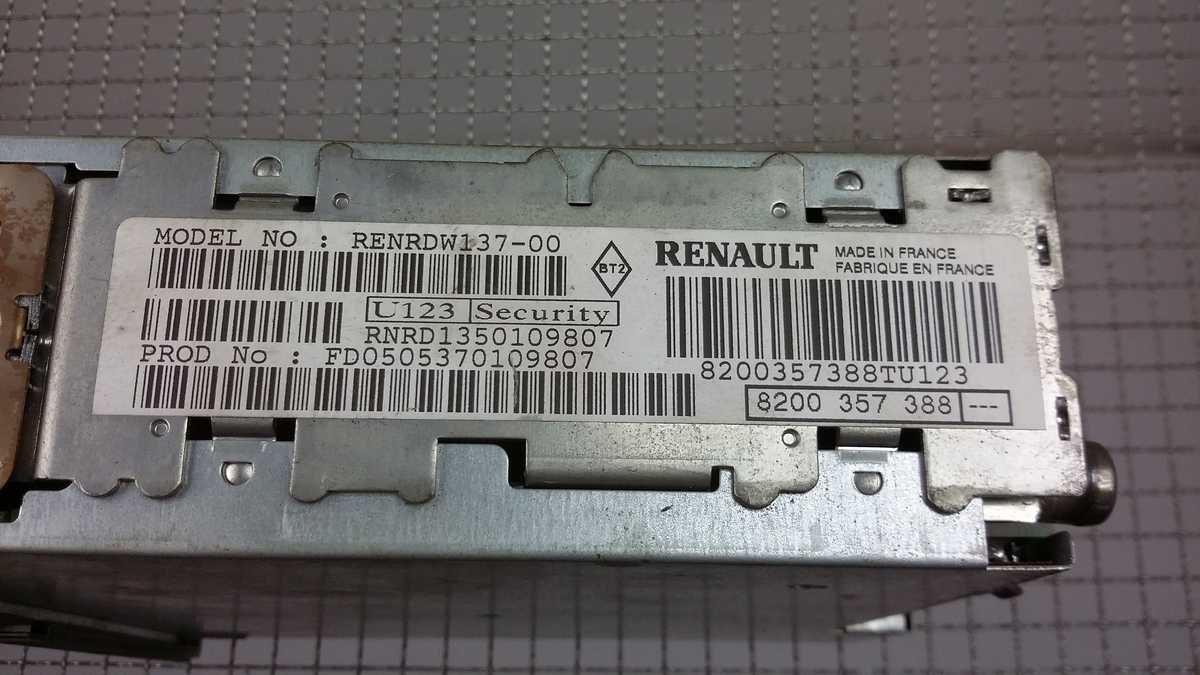 MODEL NO : RENRDW137-00
BT2
RENAULT
MADE IN FRANCE
FABRIQUE EN FRANCE
U123 Security
RNRD1350109807
PROD No : FD0505370109807
8200357388TU123
8200 357 388 ---